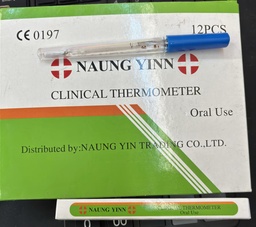 CE 0197
12PCS
NAUNG YINN
CLINICAL THERMOMETER
Oral Use
Distributed by:NAUNG YIN TRADING CO.,LTD.
NAUNG YINN
THERMOMETER
Oral Use